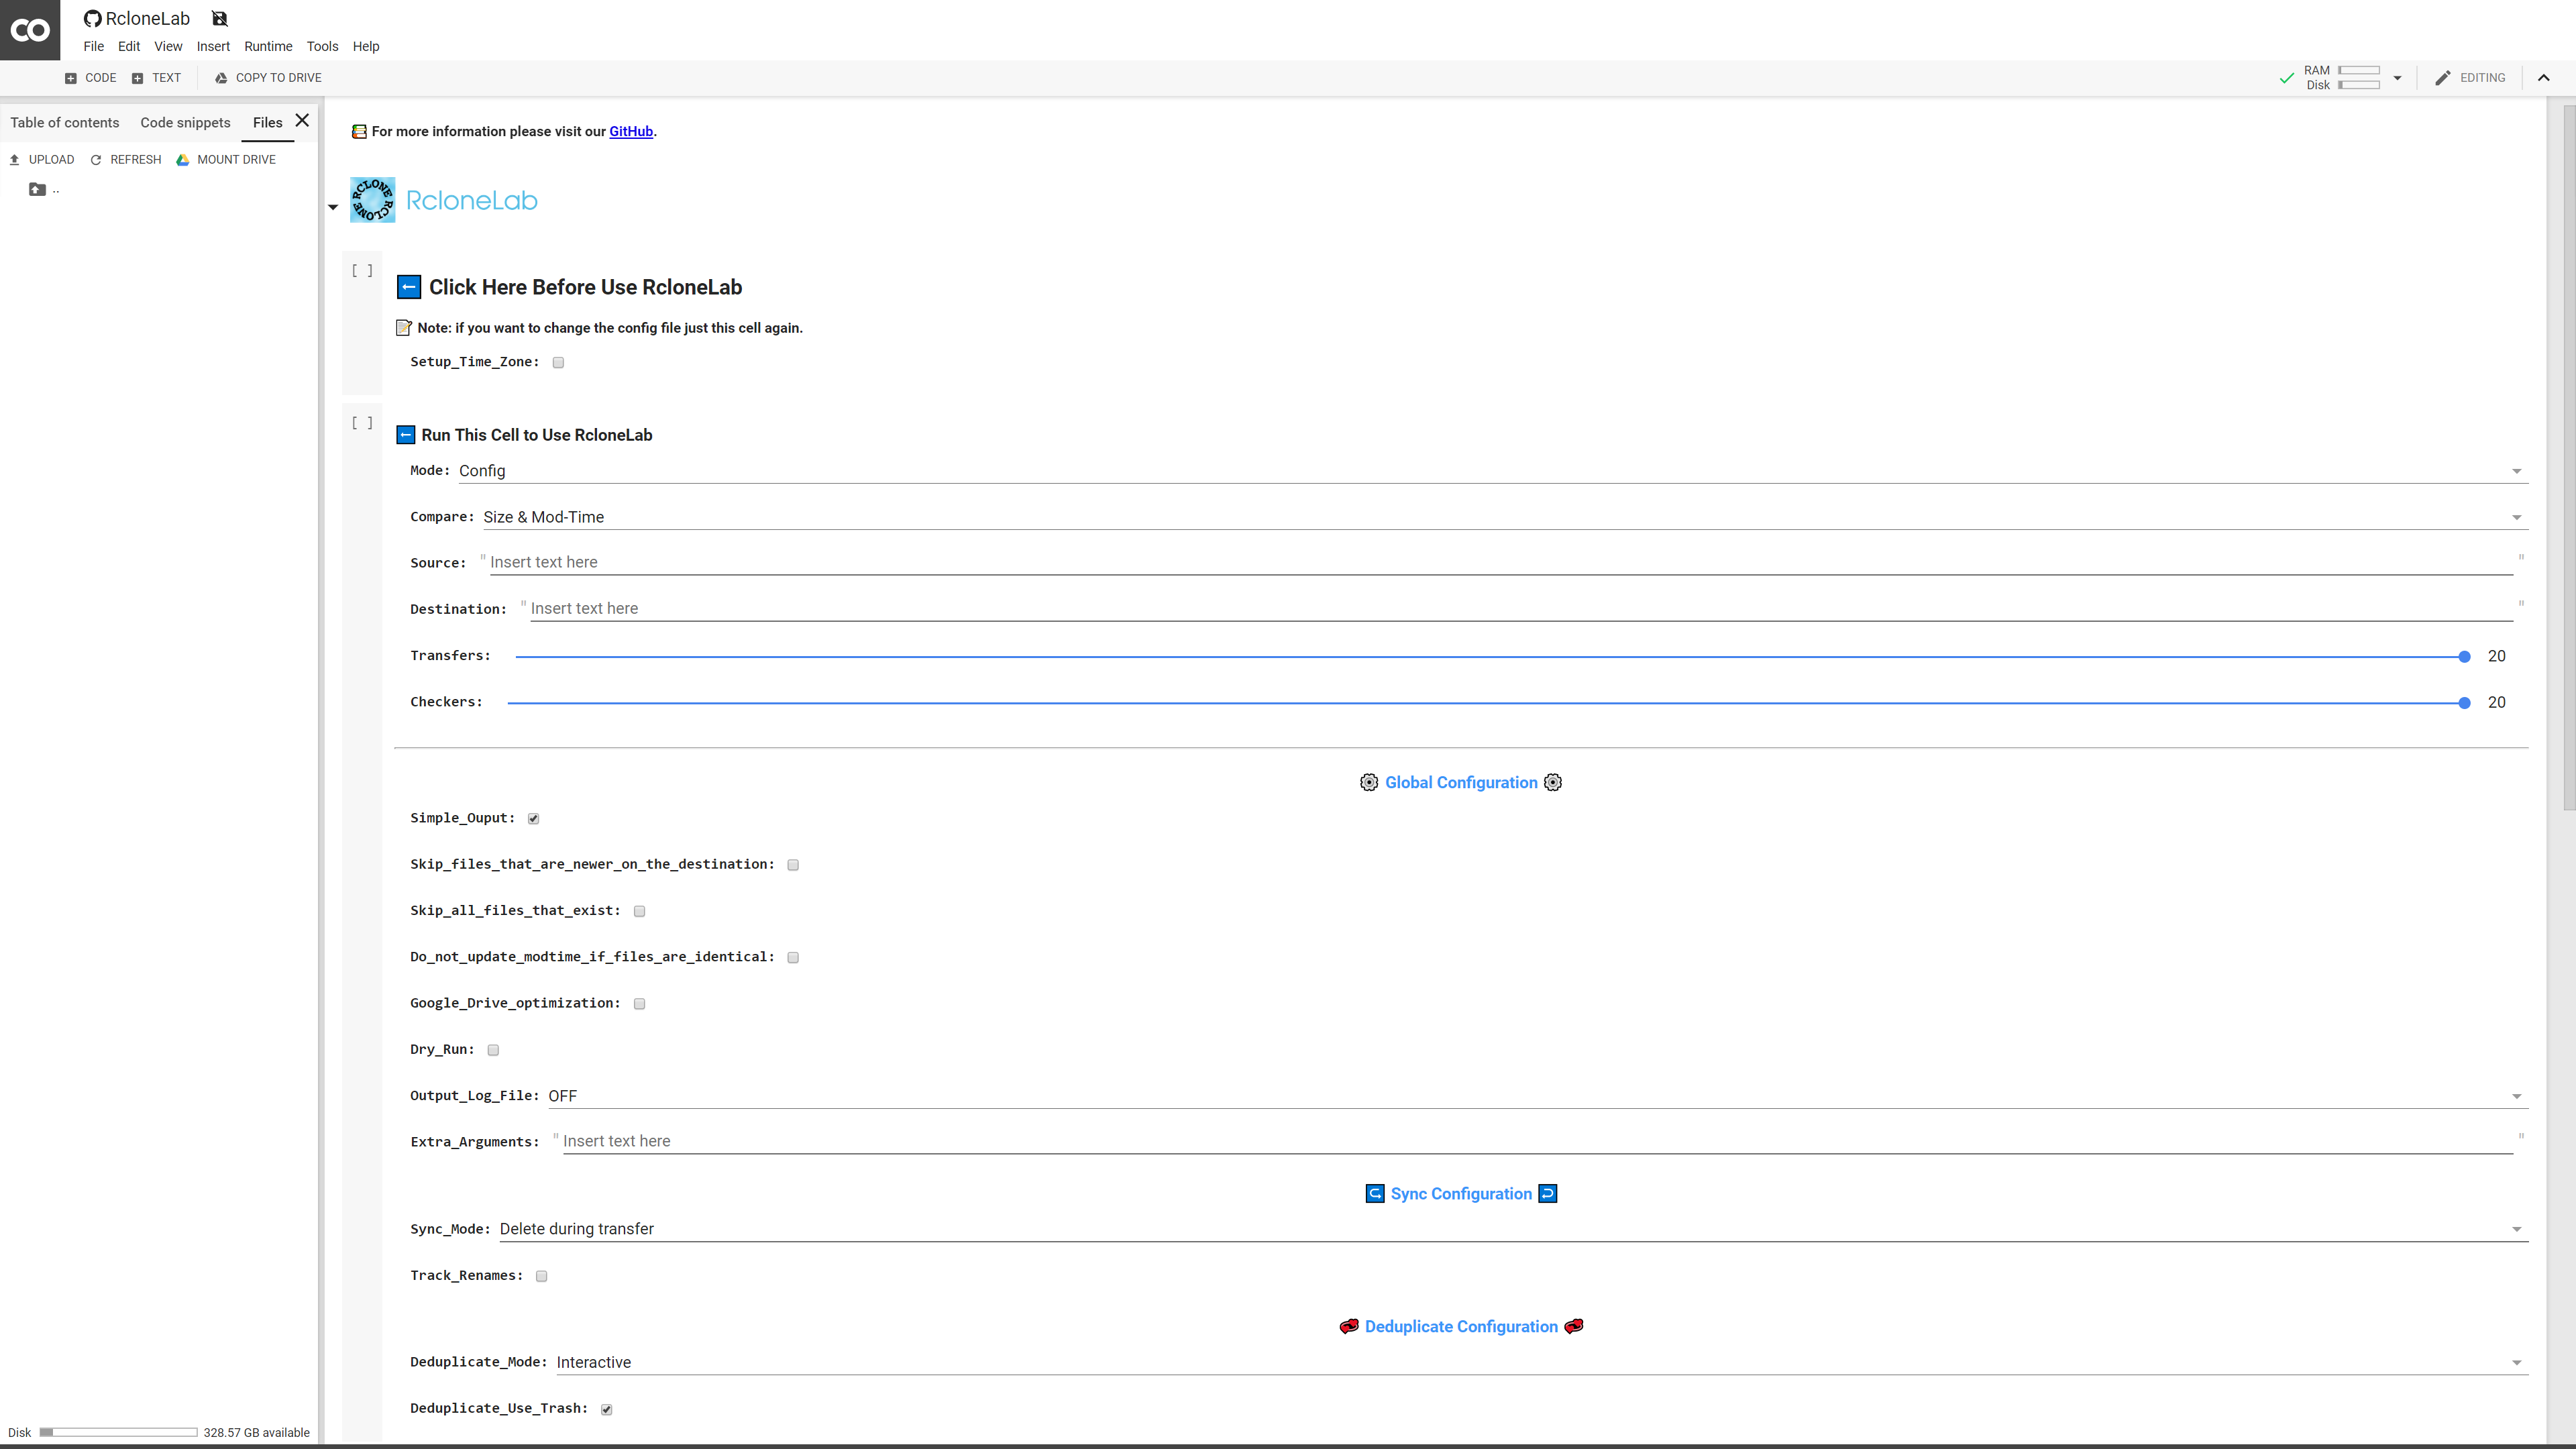 CO
RcloneLab
File Edit View Insert Runtime Tools Help
CODE TEXT COPY TO DRIVE
RAM
Disk
EDITING
Table of contents Code snippets Files
UPLOAD REFRESH MOUNT DRIVE
..
Disk 328.57 GB available
For more information please visit our GitHub.
RCLONE RCLONE
RcloneLab
[ ]
Click Here Before Use RcloneLab
Note: if you want to change the config file just this cell again.
Setup_Time_Zone:
[ ]
Run This Cell to Use RcloneLab
Mode: Config
Compare: Size & Mod-Time
Source: " Insert text here "
Destination: " Insert text here "
Transfers: 20
Checkers: 20
Global Configuration
Simple_Ouput:
Skip_files_that_are_newer_on_the_destination:
Skip_all_files_that_exist:
Do_not_update_modtime_if_files_are_identical:
Google_Drive_optimization:
Dry_Run:
Output_Log_File: OFF
Extra_Arguments: " Insert text here "
Sync Configuration
Sync_Mode: Delete during transfer
Track_Renames:
Deduplicate Configuration
Deduplicate_Mode: Interactive
Deduplicate_Use_Trash: